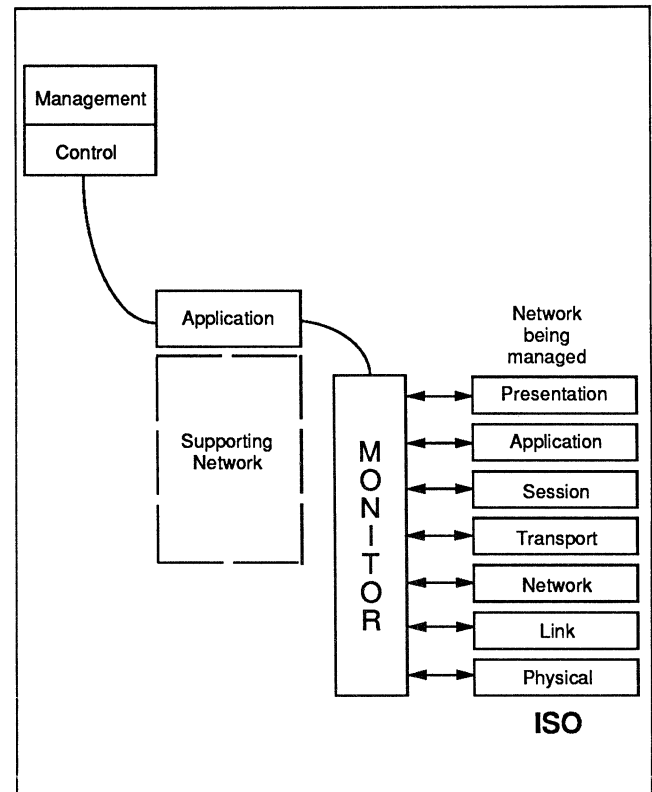 Management
Control
Application
Supporting
Network
MONITOR
Network
being
managed
Presentation
Application
Session
Transport
Network
Link
Physical
ISO